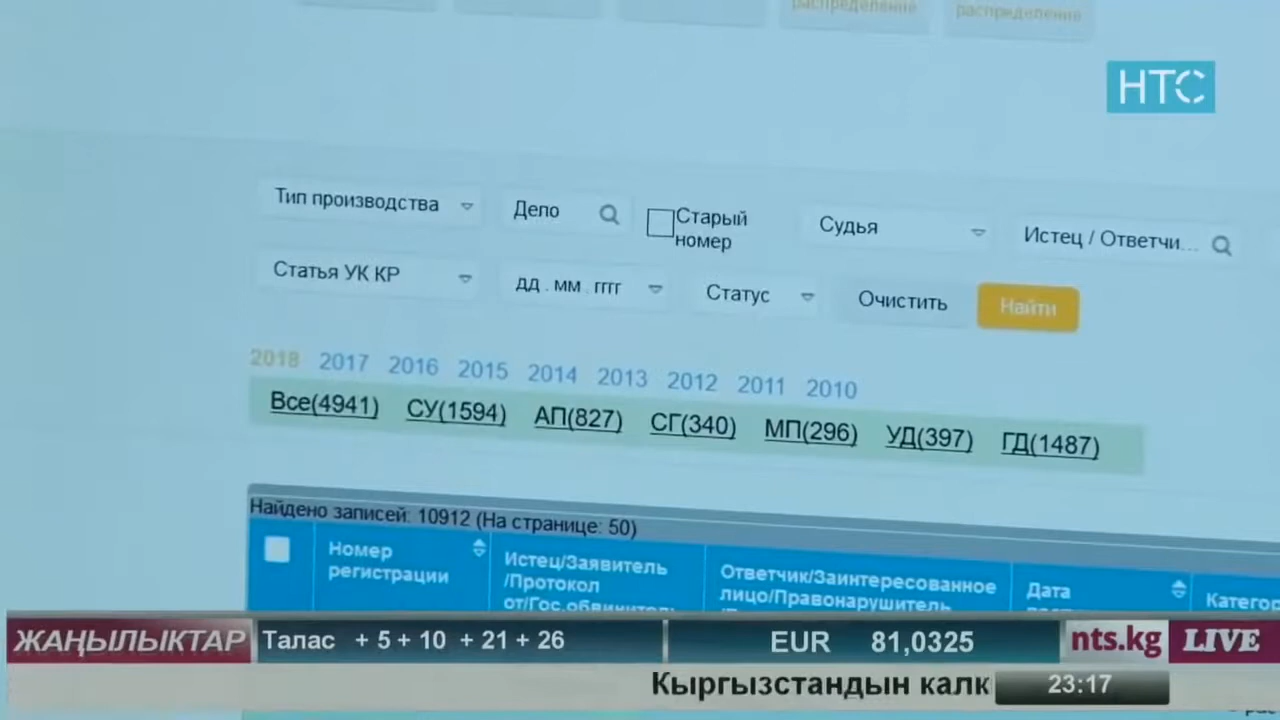 распределение распределение
НТС
Тип производства Дело Старый номер Судья Истец / Ответчи...
Статья УК КР дд . мм . гггг Статус Очистить Найти
2018 2017 2016 2015 2014 2013 2012 2011 2010
Все(4941) СУ(1594) АП(827) СГ(340) МП(296) УД(397) ГД(1487)
Найдено записей: 10912 (На странице: 50)
Номер регистрации
Истец/Заявитель
/Протокол
от/Гос.обвинитель
Ответчик/Заинтересованное
лицо/Правонарушитель
Дата
Категор
ЖАҢЫЛЫКТАР Талас + 5 + 10 + 21 + 26 EUR 81,0325 nts.kg LIVE
Кыргызстандын калк 23:17